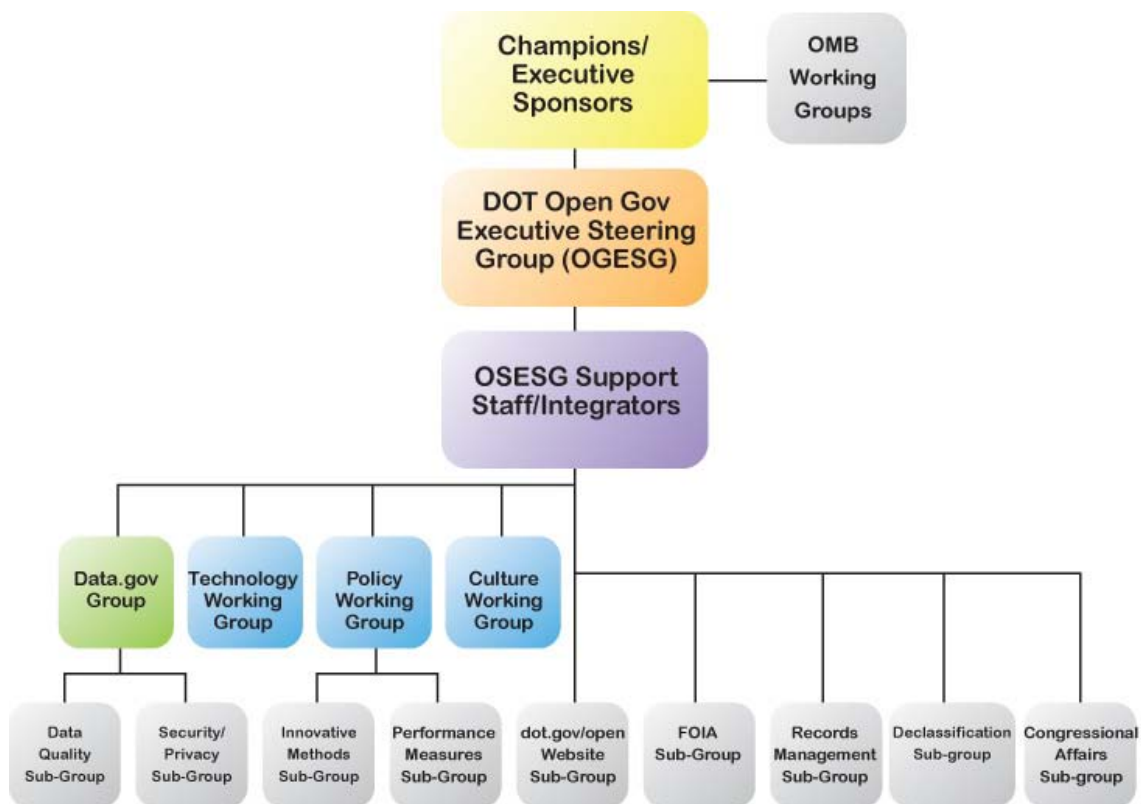 Champions/
Executive
Sponsors
OMB
Working
Groups
DOT Open Gov
Executive Steering
Group (OGESG)
OSESG Support
Staff/Integrators
Data.gov
Group
Technology
Working
Group
Policy
Working
Group
Culture
Working
Group
Data
Quality
Sub-Group
Security/
Privacy
Sub-Group
Innovative
Methods
Sub-Group
Performance
Measures
Sub-Group
dot.gov/open
Website
Sub-Group
FOIA
Sub-Group
Records
Management
Sub-Group
Declassification
Sub-group
Congressional
Affairs
Sub-group